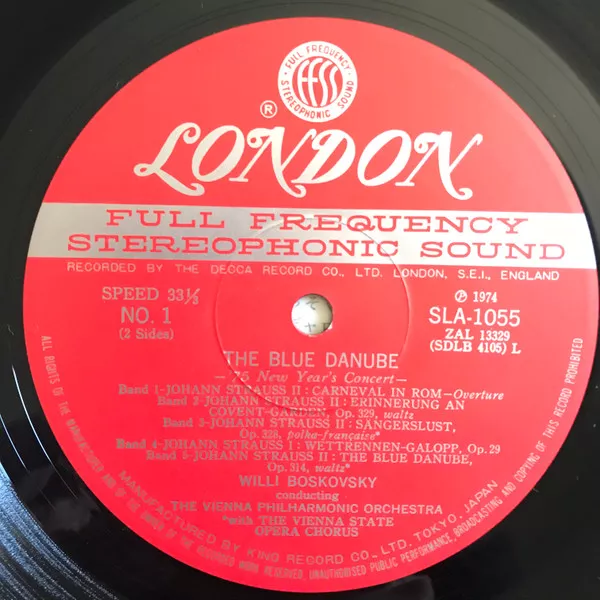 FULL FREQUENCY
ffss
STEREOPHONIC SOUND
®
LONDON
FULL FREQUENCY
STEREOPHONIC SOUND
RECORDED BY THE DECCA RECORD CO., LTD. LONDON, S.E.I., ENGLAND
SPEED 33⅓
NO. 1
(2 Sides)
℗ 1974
SLA-1055
ZAL 13329
(SDLB 4105) L
THE BLUE DANUBE
—'75 New Year's Concert—
Band 1-JOHANN STRAUSS II : CARNEVAL IN ROM-Overture
Band 2-JOHANN STRAUSS II : ERINNERUNG AN
COVENT-GARDEN, Op. 329, waltz
Band 3-JOHANN STRAUSS II : SÄNGERSLUST,
Op. 328, polka-française*
Band 4-JOHANN STRAUSS I : WETTRENNEN-GALOPP, Op. 29
Band 5-JOHANN STRAUSS II : THE BLUE DANUBE,
Op. 314, waltz*
WILLI BOSKOVSKY
conducting
THE VIENNA PHILHARMONIC ORCHESTRA
*with THE VIENNA STATE
OPERA CHORUS
MANUFACTURED BY KING RECORD CO., LTD., TOKYO, JAPAN
ALL RIGHTS OF THE MANUFACTURER AND OF THE OWNER OF THE RECORDED WORK RESERVED. UNAUTHORISED PUBLIC PERFORMANCE, BROADCASTING AND COPYING OF THIS RECORD PROHIBITED